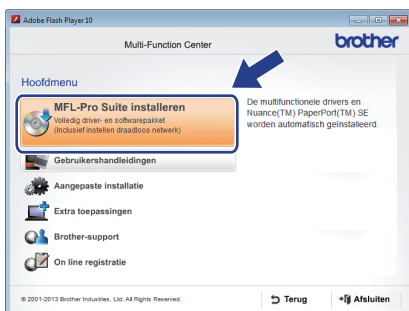 Adobe Flash Player 10
Multi-Function Center
brother
Hoofdmenu
MFL-Pro Suite installeren
Volledig driver- en softwarepakket
(Inclusief instellen draadloos netwerk)
De multifunctionele drivers en
Nuance(TM) PaperPort(TM) SE
worden automatisch geïnstalleerd.
Gebruikershandleidingen
Aangepaste installatie
Extra toepassingen
Brother-support
On line registratie
© 2001-2013 Brother Industries, Ltd. All Rights Reserved.
Terug
Afsluiten